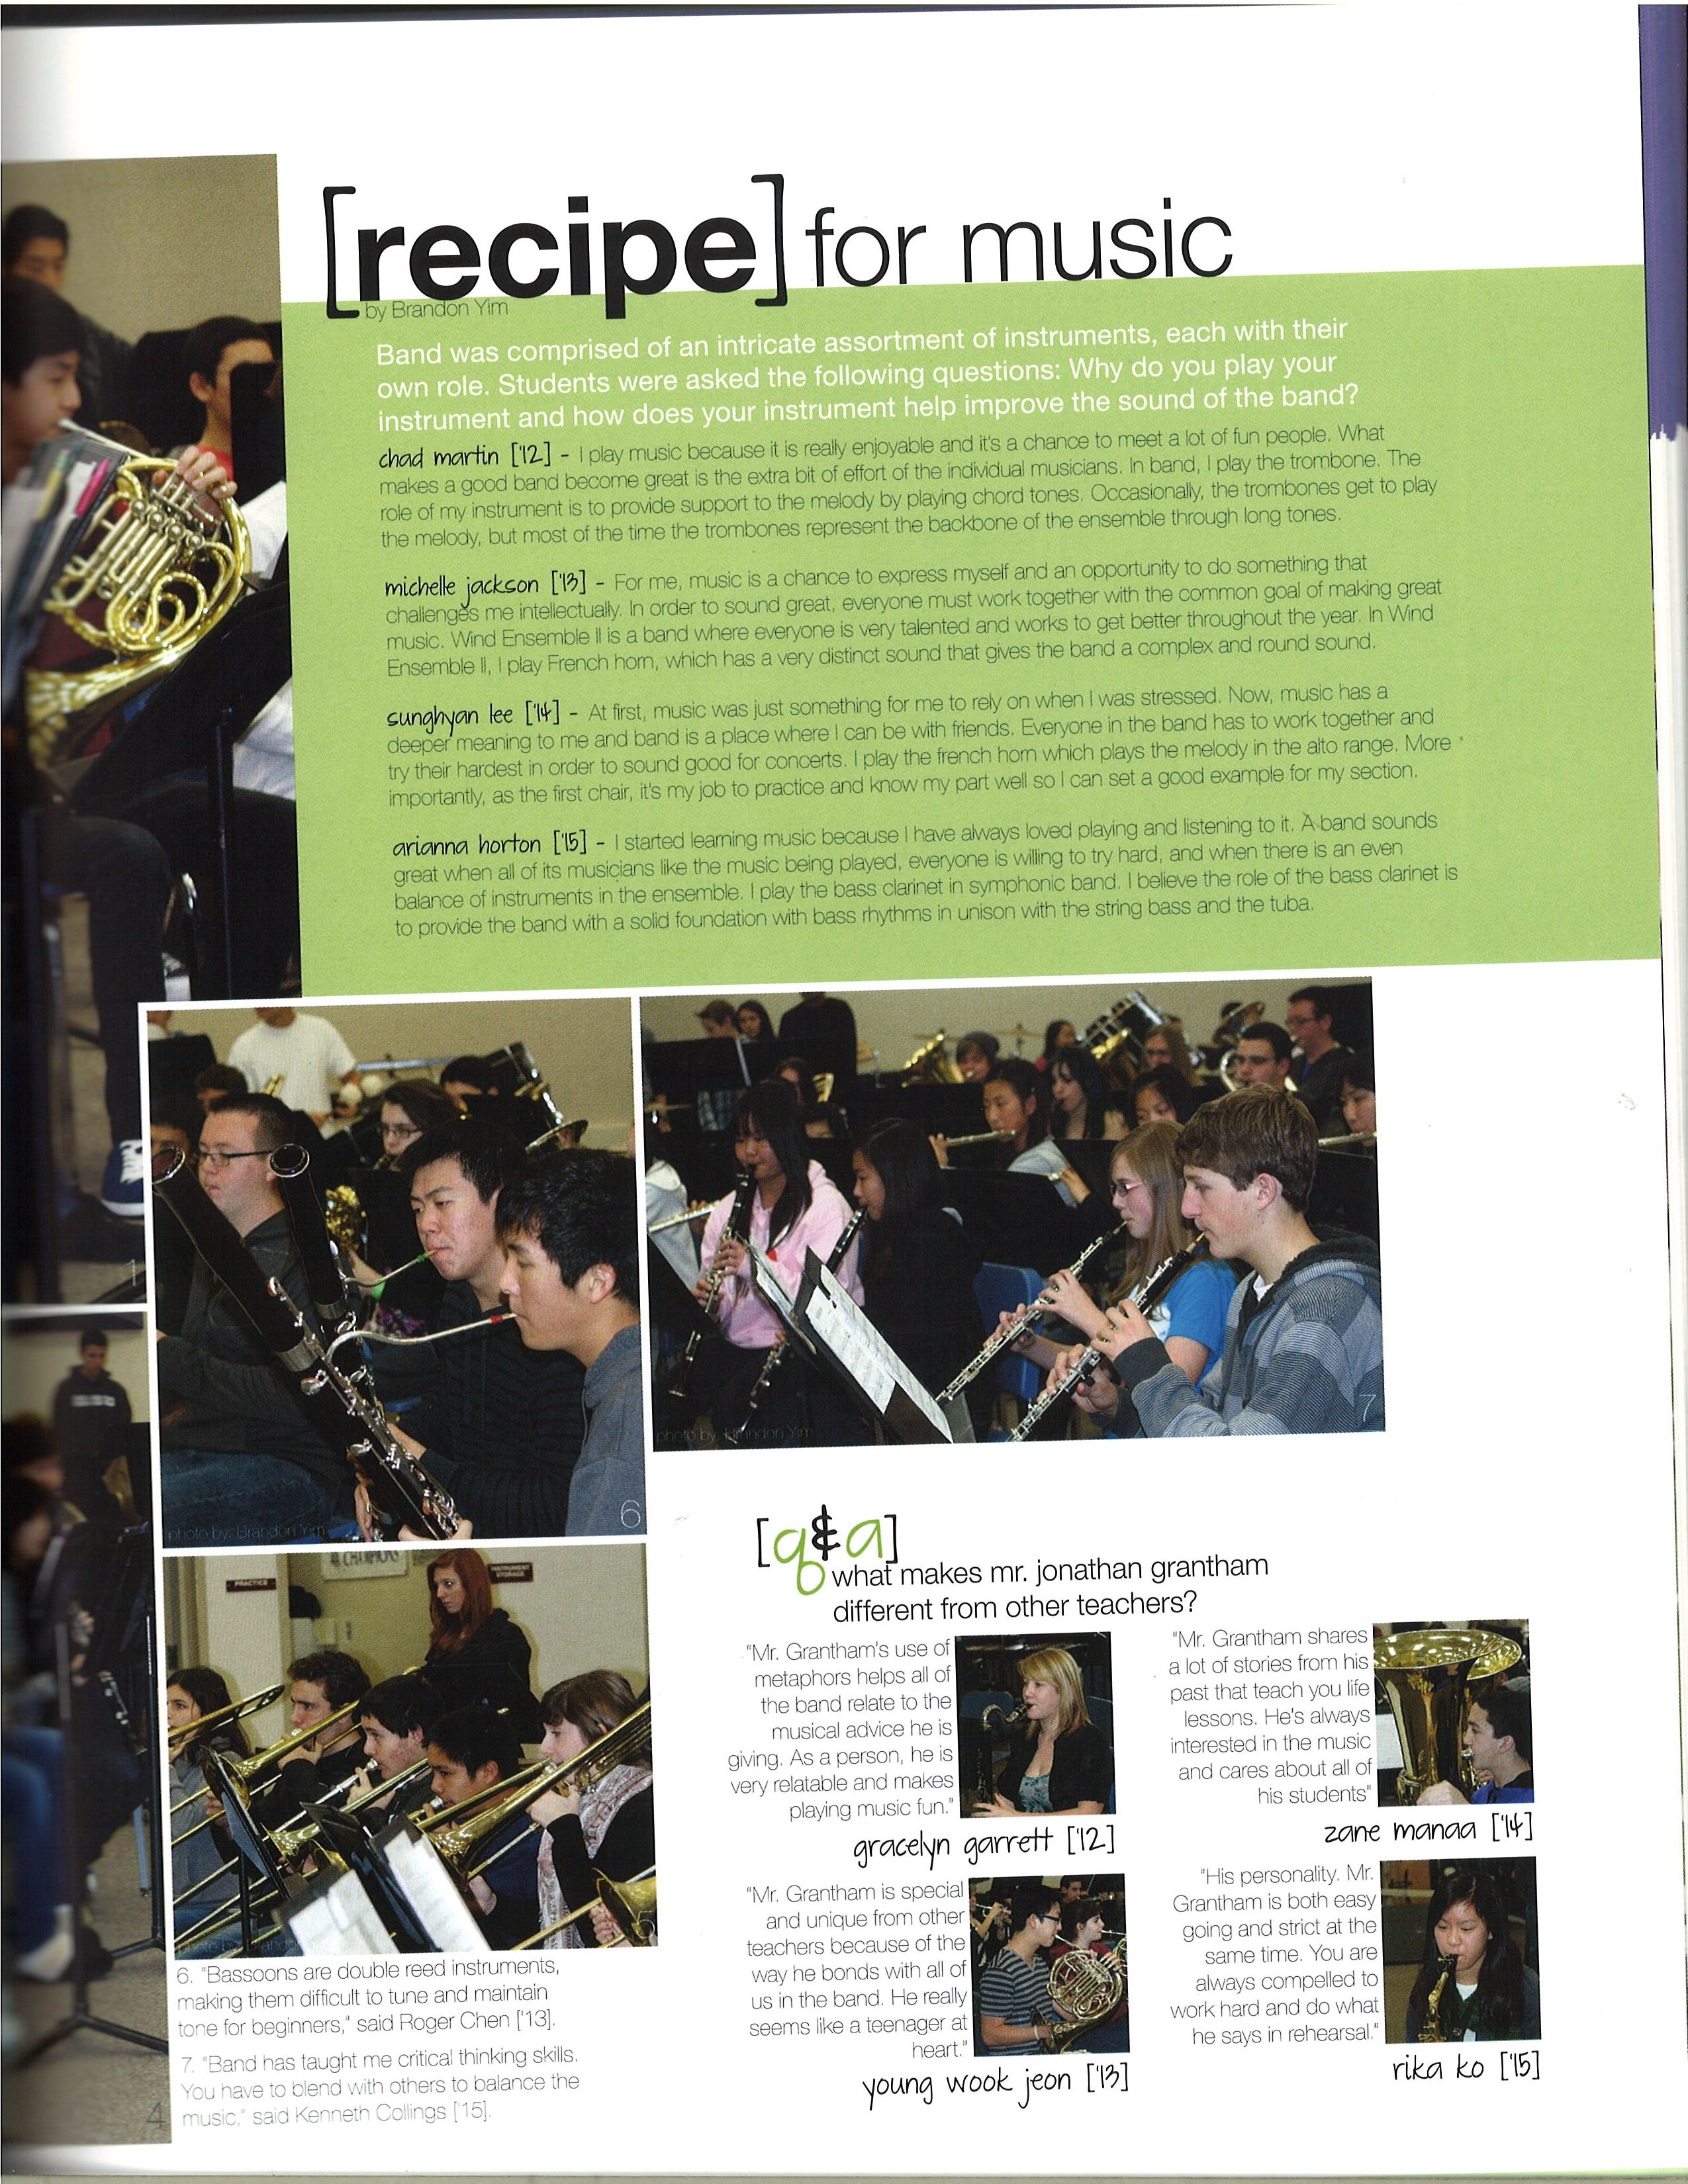 [recipe] for music
by Brandon Yim
Band was comprised of an intricate assortment of instruments, each with their
own role. Students were asked the following questions: Why do you play your
instrument and how does your instrument help improve the sound of the band?
chad martin ['12] - I play music because it is really enjoyable and it's a chance to meet a lot of fun people. What
makes a good band become great is the extra bit of effort of the individual musicians. In band, I play the trombone. The
role of my instrument is to provide support to the melody by playing chord tones. Occasionally, the trombones get to play
the melody, but most of the time the trombones represent the backbone of the ensemble through long tones.
michelle jackson ['13] - For me, music is a chance to express myself and an opportunity to do something that
challenges me intellectually. In order to sound great, everyone must work together with the common goal of making great
music. Wind Ensemble II is a band where everyone is very talented and works to get better throughout the year. In Wind
Ensemble II, I play French horn, which has a very distinct sound that gives the band a complex and round sound.
sunghyan lee ['14] - At first, music was just something for me to rely on when I was stressed. Now, music has a
deeper meaning to me and band is a place where I can be with friends. Everyone in the band has to work together and
try their hardest in order to sound good for concerts. I play the french horn which plays the melody in the alto range. More
importantly, as the first chair, it's my job to practice and know my part well so I can set a good example for my section.
arianna horton ['15] - I started learning music because I have always loved playing and listening to it. A band sounds
great when all of its musicians like the music being played, everyone is willing to try hard, and when there is an even
balance of instruments in the ensemble. I play the bass clarinet in symphonic band. I believe the role of the bass clarinet is
to provide the band with a solid foundation with bass rhythms in unison with the string bass and the tuba.
1
photo by: Brandon Yim
6
photo by: Brandon Yim
7
PRACTICE
CHAMPIONS
INSTRUMENT
STORAGE
photo by: Brandon
6. "Bassoons are double reed instruments,
making them difficult to tune and maintain
tone for beginners," said Roger Chen ['13].
7. "Band has taught me critical thinking skills.
You have to blend with others to balance the
music," said Kenneth Collings ['15].
4
[q&a]
what makes mr. jonathan grantham
different from other teachers?
"Mr. Grantham's use of
metaphors helps all of
the band relate to the
musical advice he is
giving. As a person, he is
very relatable and makes
playing music fun."
gracelyn garrett ['12]
"Mr. Grantham shares
a lot of stories from his
past that teach you life
lessons. He's always
interested in the music
and cares about all of
his students"
zane manaa ['14]
"Mr. Grantham is special
and unique from other
teachers because of the
way he bonds with all of
us in the band. He really
seems like a teenager at
heart."
young wook jeon ['13]
"His personality. Mr.
Grantham is both easy
going and strict at the
same time. You are
always compelled to
work hard and do what
he says in rehearsal."
rika ko ['15]